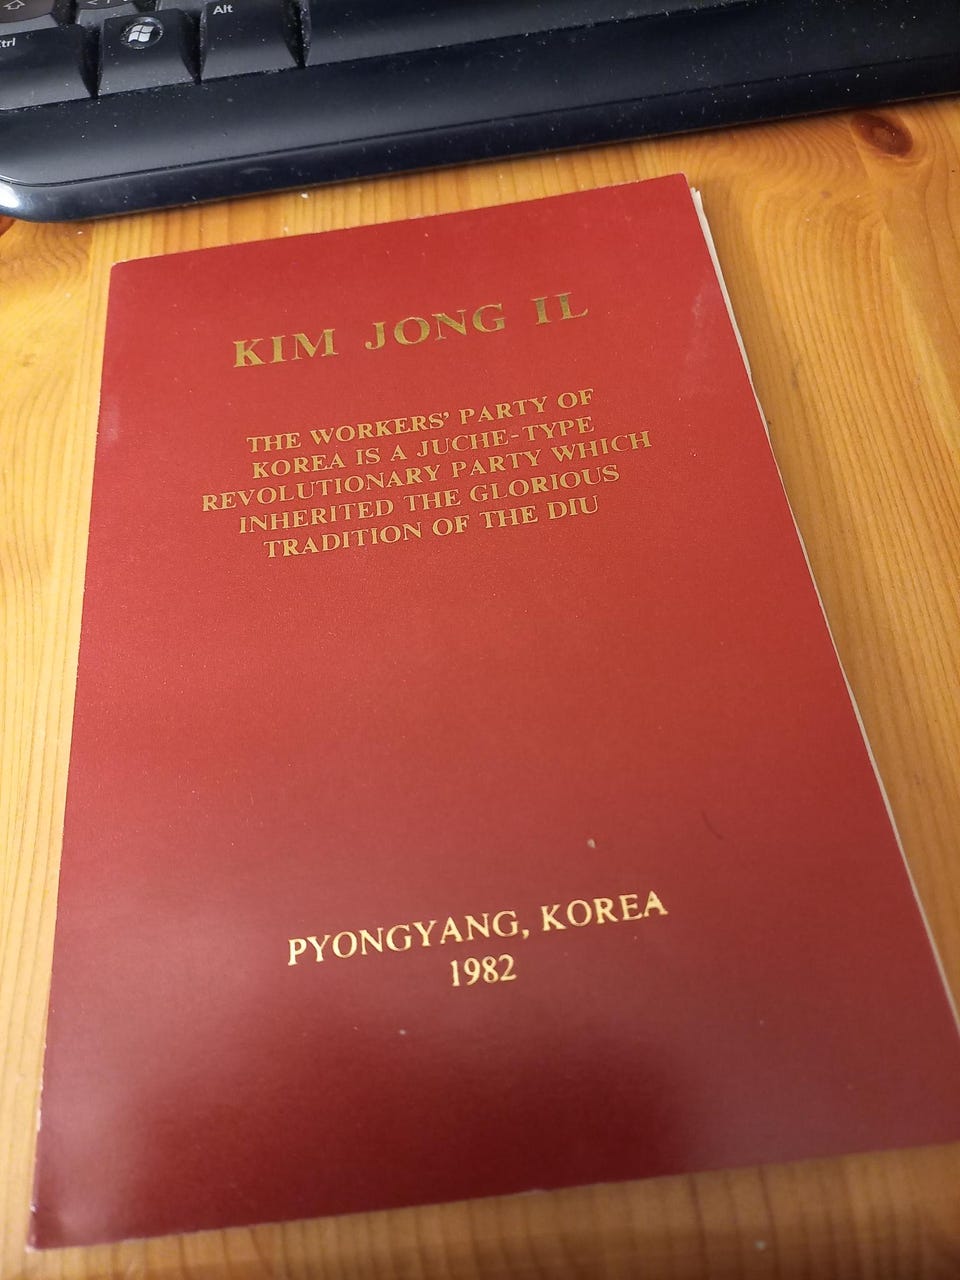 Ctrl
Alt
KIM JONG IL
THE WORKERS' PARTY OF
KOREA IS A JUCHE-TYPE
REVOLUTIONARY PARTY WHICH
INHERITED THE GLORIOUS
TRADITION OF THE DIU
PYONGYANG, KOREA
1982